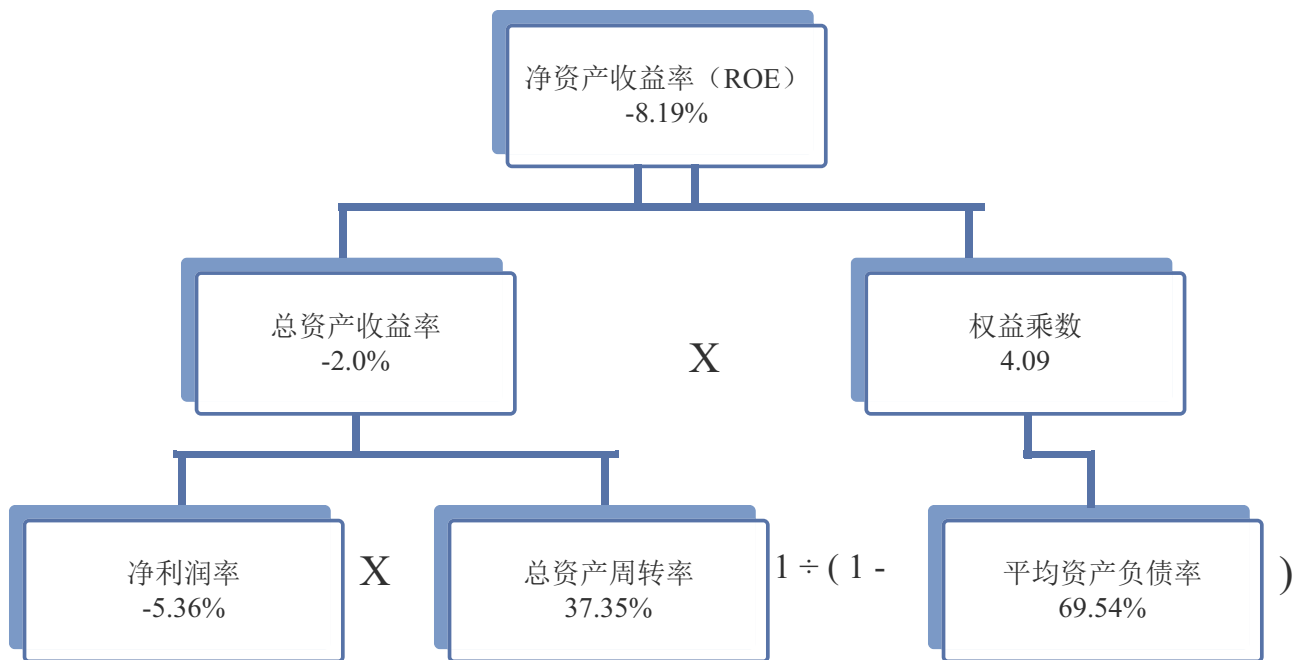 净资产收益率（ROE）
-8.19%
总资产收益率
-2.0%
X
权益乘数
4.09
净利润率
-5.36%
X
总资产周转率
37.35%
1 ÷ ( 1 -
平均资产负债率
69.54%
)